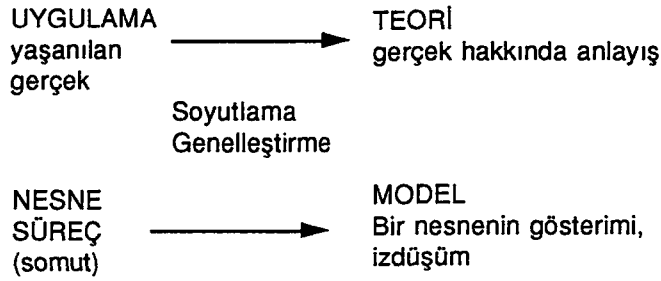 UYGULAMA
yaşanılan
gerçek
TEORİ
gerçek hakkında anlayış
Soyutlama
Genelleştirme
NESNE
SÜREÇ
(somut)
MODEL
Bir nesnenin gösterimi,
izdüşüm